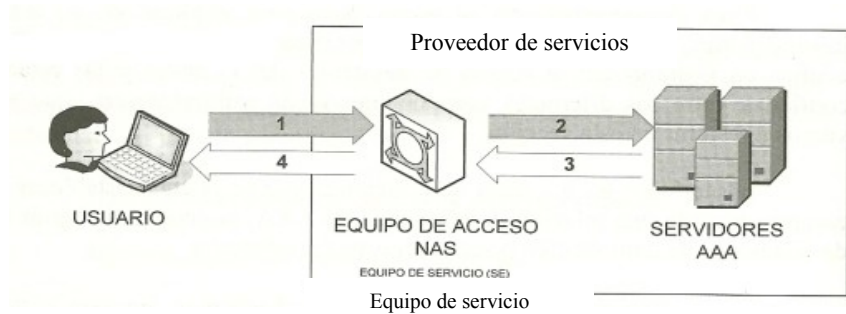 Proveedor de servicios
1
2
4
3
USUARIO
EQUIPO DE ACCESO
NAS
EQUIPO DE SERVICIO (SE)
SERVIDORES
AAA
Equipo de servicio